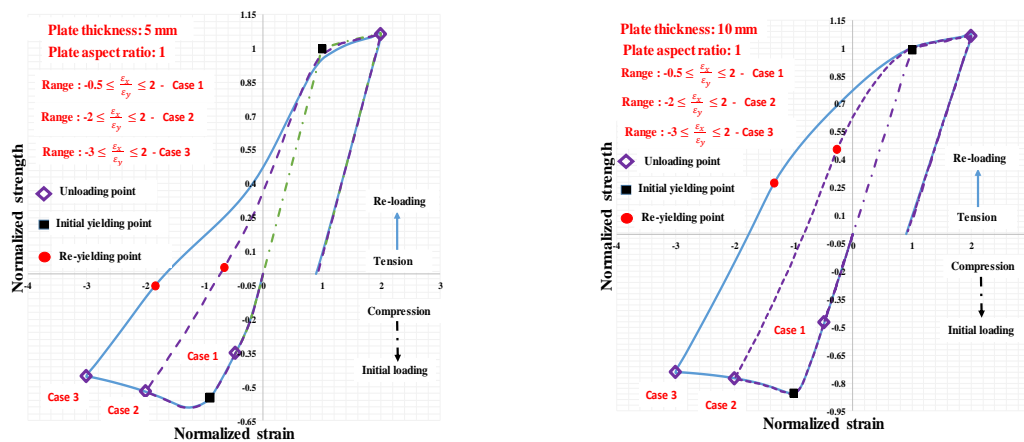 Plate thickness: 5 mm
Plate aspect ratio: 1
Range : -0.5 ≤ εx/εy ≤ 2 - Case 1
Range : -2 ≤ εx/εy ≤ 2 - Case 2
Range : -3 ≤ εx/εy ≤ 2 - Case 3
Unloading point
Initial yielding point
Re-yielding point
Normalized strength
1.15
1
0.85
0.7
0.55
0.4
0.25
0.1
-4 -3 -2 -1 0 1 2 3
-0.05
-0.2
-0.35
-0.5
-0.65
Re-loading
Tension
Compression
Initial loading
Case 1
Case 2
Case 3
Normalized strain
Plate thickness: 10 mm
Plate aspect ratio: 1
Range : -0.5 ≤ εx/εy ≤ 2 - Case 1
Range : -2 ≤ εx/εy ≤ 2 - Case 2
Range : -3 ≤ εx/εy ≤ 2 - Case 3
Unloading point
Initial yielding point
Re-yielding point
Normalized strength
1.15
1
0.85
0.7
0.55
0.4
0.25
0.1
-4 -3 -2 -1 0 1 2 3
-0.05
-0.2
-0.35
-0.5
-0.65
-0.8
-0.95
Re-loading
Tension
Compression
Initial loading
Case 1
Case 2
Case 3
Normalized strain